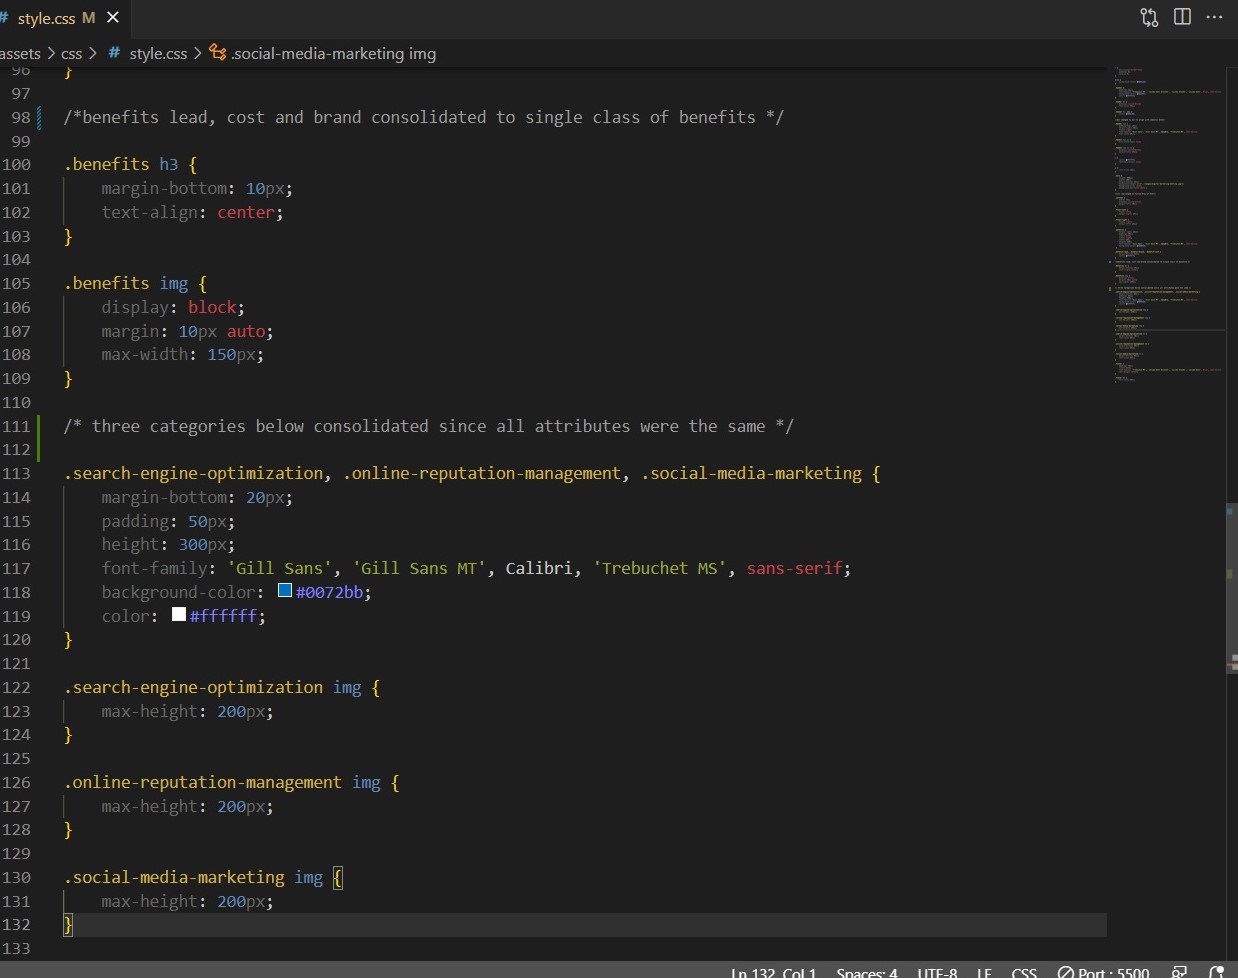 # style.css M ×
assets > css > # style.css > .social-media-marketing img
96 }
97
98 /*benefits lead, cost and brand consolidated to single class of benefits */
99
100 .benefits h3 {
101 margin-bottom: 10px;
102 text-align: center;
103 }
104
105 .benefits img {
106 display: block;
107 margin: 10px auto;
108 max-width: 150px;
109 }
110
111 /* three categories below consolidated since all attributes were the same */
112
113 .search-engine-optimization, .online-reputation-management, .social-media-marketing {
114 margin-bottom: 20px;
115 padding: 50px;
116 height: 300px;
117 font-family: 'Gill Sans', 'Gill Sans MT', Calibri, 'Trebuchet MS', sans-serif;
118 background-color: #0072bb;
119 color: #ffffff;
120 }
121
122 .search-engine-optimization img {
123 max-height: 200px;
124 }
125
126 .online-reputation-management img {
127 max-height: 200px;
128 }
129
130 .social-media-marketing img {
131 max-height: 200px;
132 }
133
Ln 132, Col 1 Spaces: 4 UTF-8 LF CSS Port : 5500